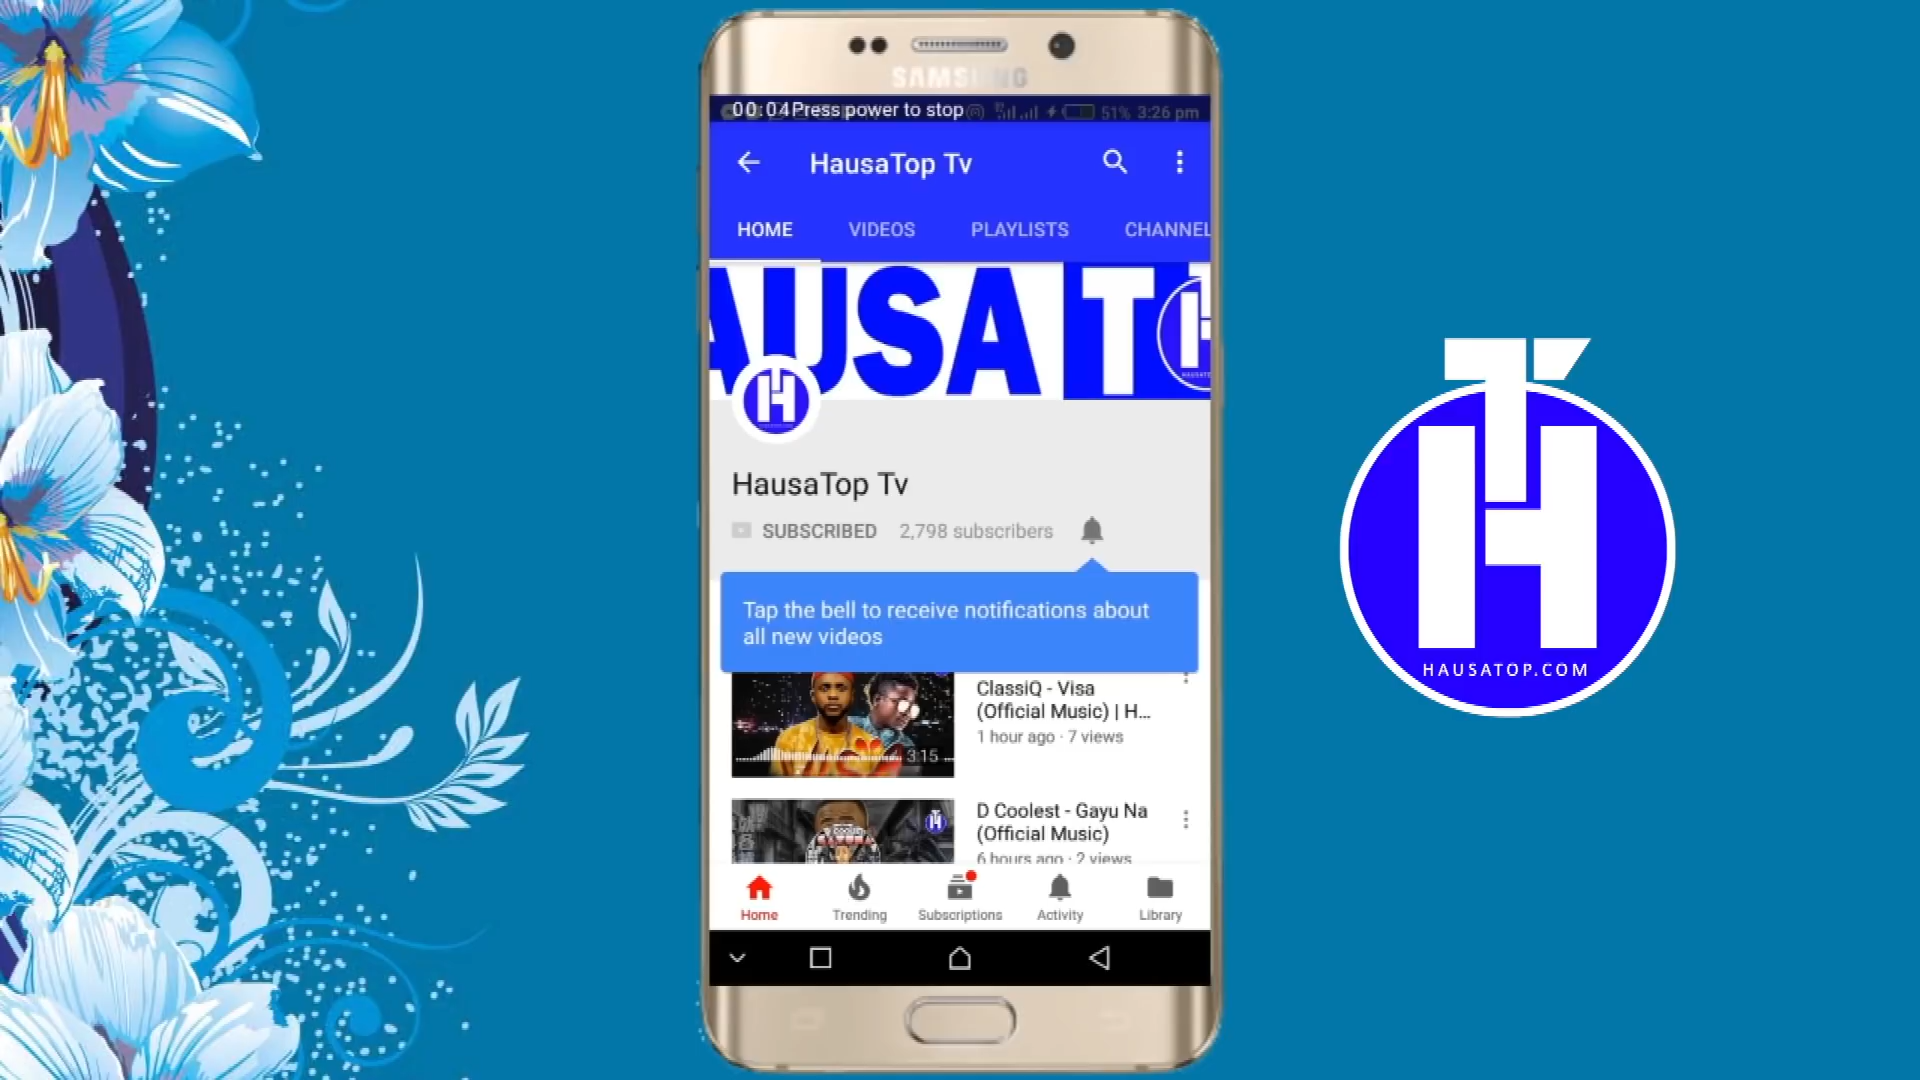 SAMSUNG
00:04 Press power to stop
51% 3:26 pm
HausaTop Tv
HOME VIDEOS PLAYLISTS CHANNEL
AUSA T
H
HausaTop Tv
SUBSCRIBED 2,798 subscribers
Tap the bell to receive notifications about
all new videos
ClassiQ - Visa
(Official Music) | H...
1 hour ago · 7 views
3:15
D Coolest - Gayu Na
(Official Music)
6 hours ago · 2 views
Home Trending Subscriptions Activity Library
H
HAUSATOP.COM